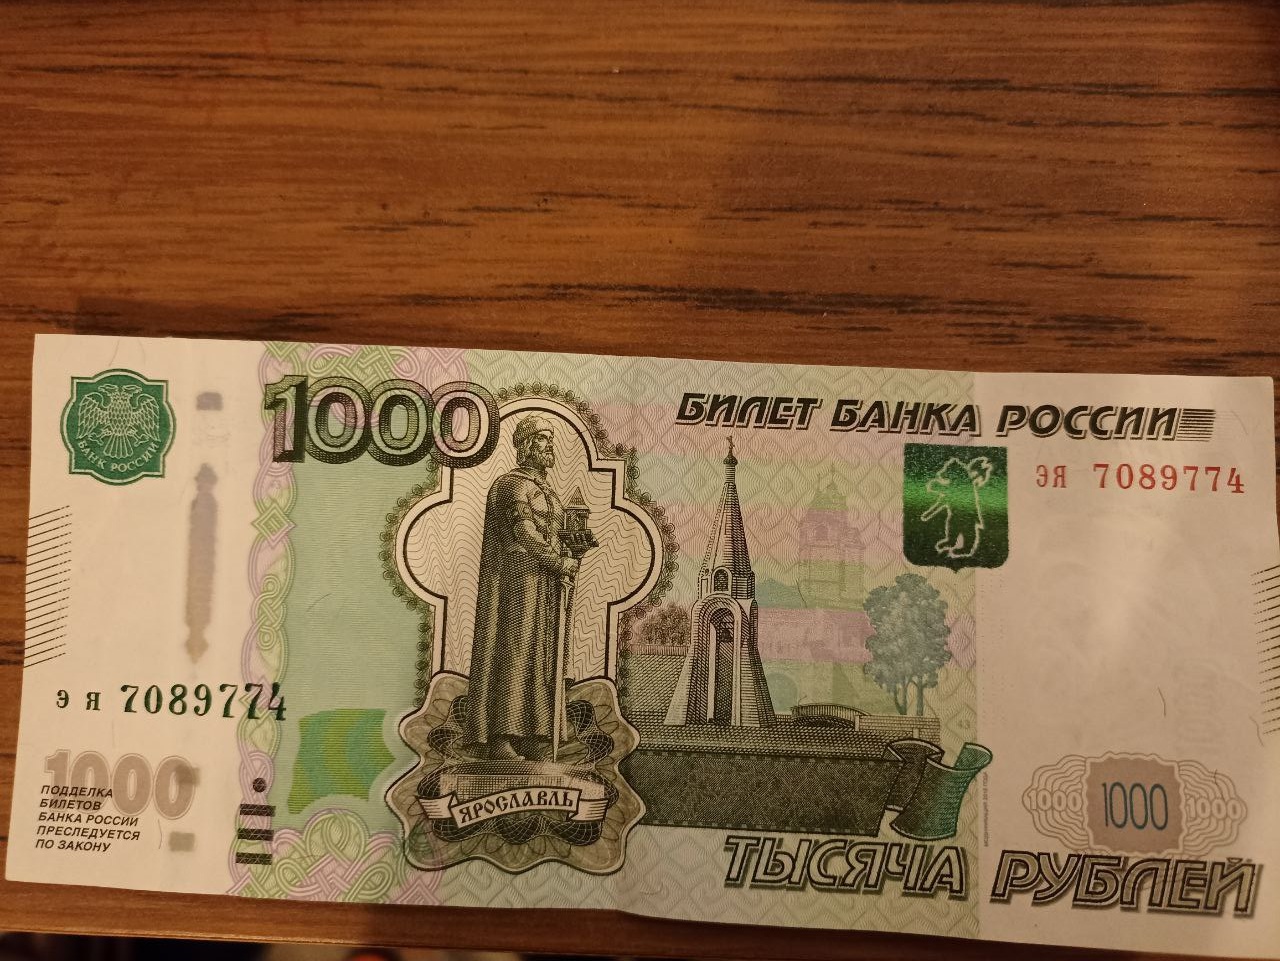 1000
БИЛЕТ БАНКА РОССИИ
БАНК РОССИИ
ЭЯ 7089774
эя 7089774
1000
ПОДДЕЛКА
БИЛЕТОВ
БАНКА РОССИИ
ПРЕСЛЕДУЕТСЯ
ПО ЗАКОНУ
ЯРОСЛАВЛЬ
1000 1000 1000
ТЫСЯЧА РУБЛЕЙ